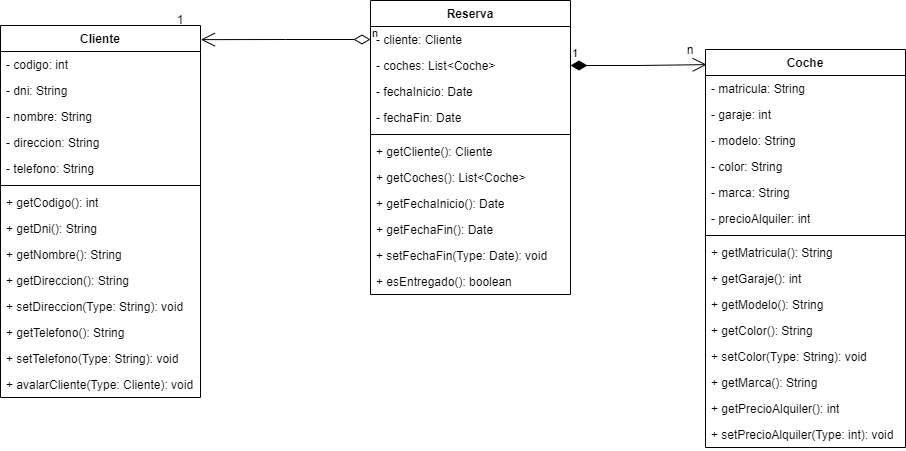 1
Cliente
- codigo: int
- dni: String
- nombre: String
- direccion: String
- telefono: String
+ getCodigo(): int
+ getDni(): String
+ getNombre(): String
+ getDireccion(): String
+ setDireccion(Type: String): void
+ getTelefono(): String
+ setTelefono(Type: String): void
+ avalarCliente(Type: Cliente): void
n
Reserva
- cliente: Cliente
- coches: List<Coche>
- fechaInicio: Date
- fechaFin: Date
+ getCliente(): Cliente
+ getCoches(): List<Coche>
+ getFechaInicio(): Date
+ getFechaFin(): Date
+ setFechaFin(Type: Date): void
+ esEntregado(): boolean
1
n
Coche
- matricula: String
- garaje: int
- modelo: String
- color: String
- marca: String
- precioAlquiler: int
+ getMatricula(): String
+ getGaraje(): int
+ getModelo(): String
+ getColor(): String
+ setColor(Type: String): void
+ getMarca(): String
+ getPrecioAlquiler(): int
+ setPrecioAlquiler(Type: int): void